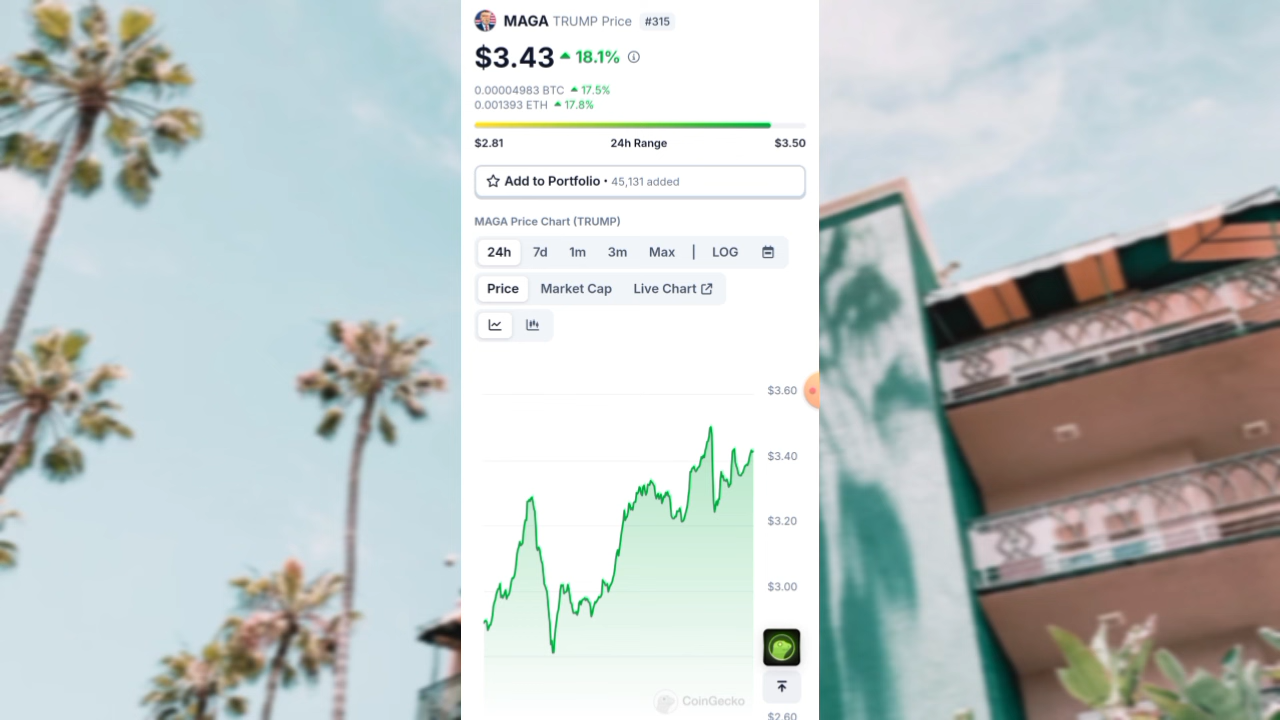 MAGA TRUMP Price #315
$3.43 18.1%
0.00004983 BTC 17.5%
0.001393 ETH 17.8%
$2.81 24h Range $3.50
Add to Portfolio • 45,131 added
MAGA Price Chart (TRUMP)
24h 7d 1m 3m Max | LOG
Price Market Cap Live Chart
$3.60
$3.40
$3.20
$3.00
CoinGecko
$2.60